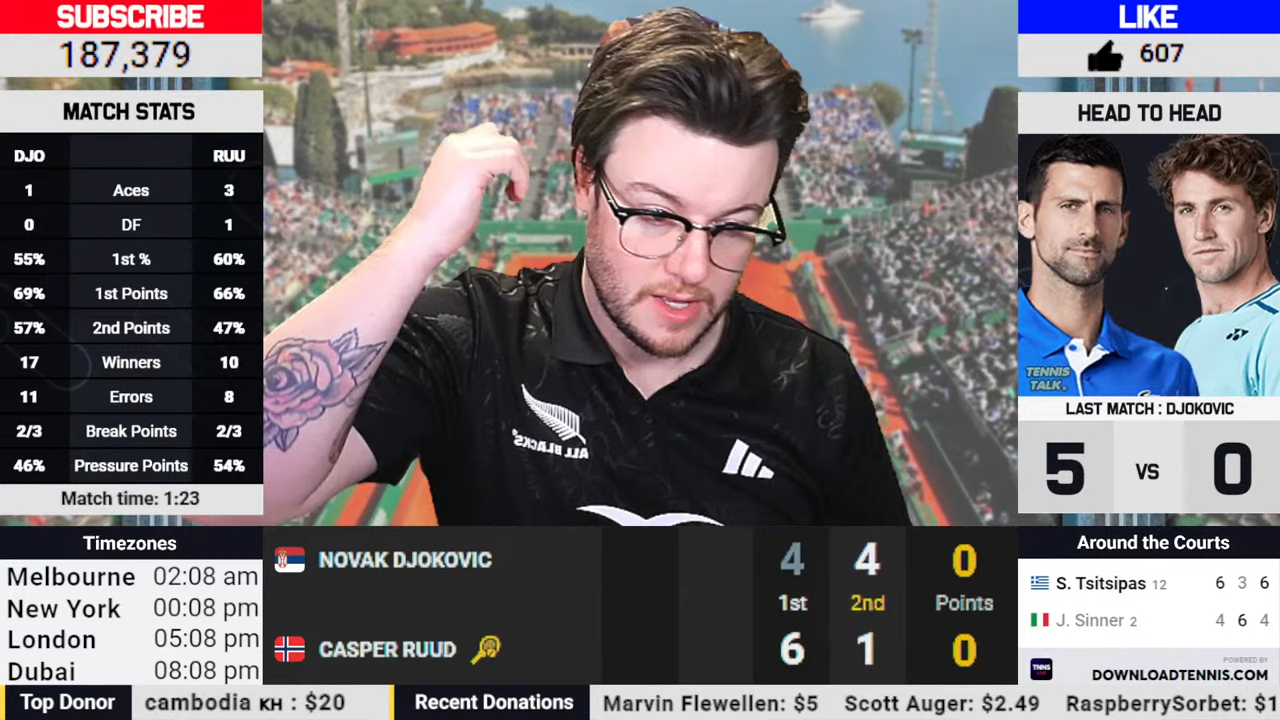 SUBSCRIBE
187,379
MATCH STATS
DJO RUU
1 Aces 3
0 DF 1
55% 1st % 60%
69% 1st Points 66%
57% 2nd Points 47%
17 Winners 10
11 Errors 8
2/3 Break Points 2/3
46% Pressure Points 54%
Match time: 1:23
Timezones
Melbourne 02:08 am
New York 00:08 pm
London 05:08 pm
Dubai 08:08 pm
ALL BLACKS
NOVAK DJOKOVIC 4 4 0
1st 2nd Points
CASPER RUUD 6 1 0
LIKE
607
HEAD TO HEAD
TENNIS
TALK.
LAST MATCH : DJOKOVIC
5 VS 0
Around the Courts
S. Tsitsipas 12 6 3 6
J. Sinner 2 4 6 4
TNNS
POWERED BY
DOWNLOADTENNIS.COM
Top Donor cambodia KH : $20 Recent Donations Marvin Flewellen: $5 Scott Auger: $2.49 RaspberrySorbet: $1